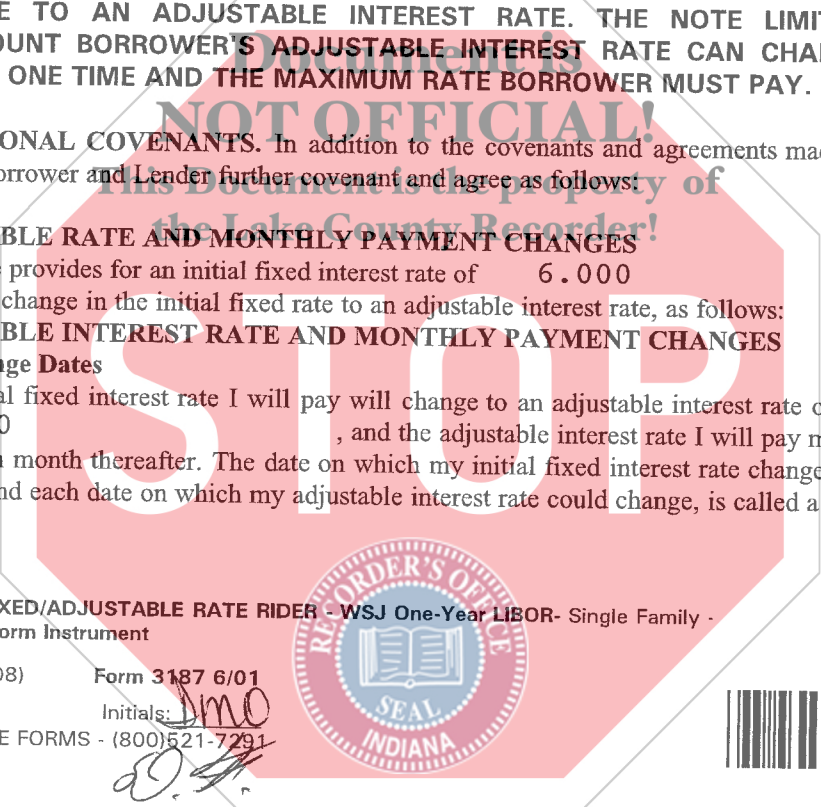 E TO AN ADJUSTABLE INTEREST RATE. THE NOTE LIMIT
OUNT BORROWER'S ADJUSTABLE INTEREST RATE CAN CHAN
ONE TIME AND THE MAXIMUM RATE BORROWER MUST PAY.
Document is
NOT OFFICIAL!
This Document is the property of
the Lake County Recorder!
ONAL COVENANTS. In addition to the covenants and agreements mad
orrower and Lender further covenant and agree as follows:
BLE RATE AND MONTHLY PAYMENT CHANGES
provides for an initial fixed interest rate of 6.000
change in the initial fixed rate to an adjustable interest rate, as follows:
BLE INTEREST RATE AND MONTHLY PAYMENT CHANGES
nge Dates
al fixed interest rate I will pay will change to an adjustable interest rate o
0 , and the adjustable interest rate I will pay m
month thereafter. The date on which my initial fixed interest rate change
nd each date on which my adjustable interest rate could change, is called a
STOP
XED/ADJUSTABLE RATE RIDER - WSJ One-Year LIBOR- Single Family -
orm Instrument
08) Form 3187 6/01
Initials: DMO
E FORMS - (800)521-7291
RECORDER'S OFFICE
SEAL
INDIANA